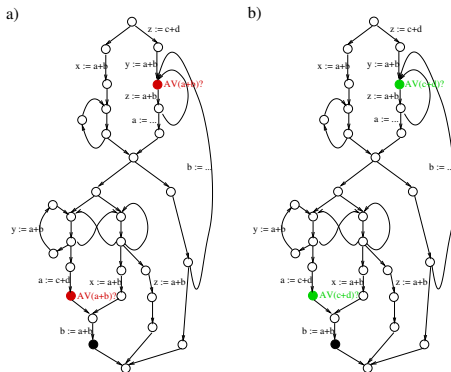 a)
z := c+d
x := a+b
y := a+b
AV(a+b)?
z := a+b
a := ...
b := ...
y := a+b
a := c+d
x := a+b
z := a+b
AV(a+b)?
b := a+b
b)
z := c+d
x := a+b
y := a+b
AV(c+d)?
z := a+b
a := ...
b := ...
y := a+b
a := c+d
x := a+b
z := a+b
AV(c+d)?
b := a+b